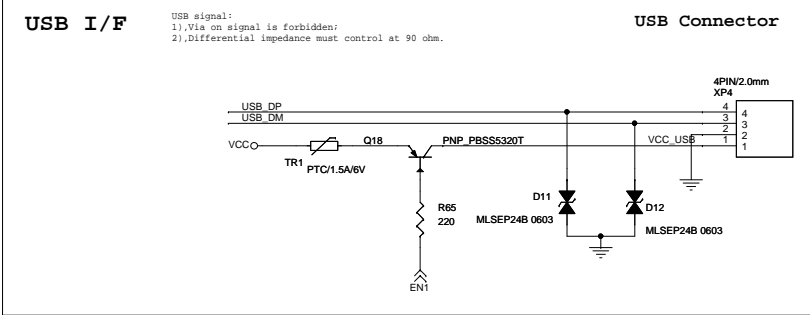 USB I/F
USB signal:
1),Via on signal is forbidden;
2),Differential impedance must control at 90 ohm.
USB Connector
4PIN/2.0mm
XP4
USB_DP
4
4
USB_DM
3
3
2
2
VCC
Q18
PNP_PBSS5320T
VCC_USB
1
1
TR1
PTC/1.5A/6V
D11
D12
R65
220
MLSEP24B 0603
MLSEP24B 0603
EN1